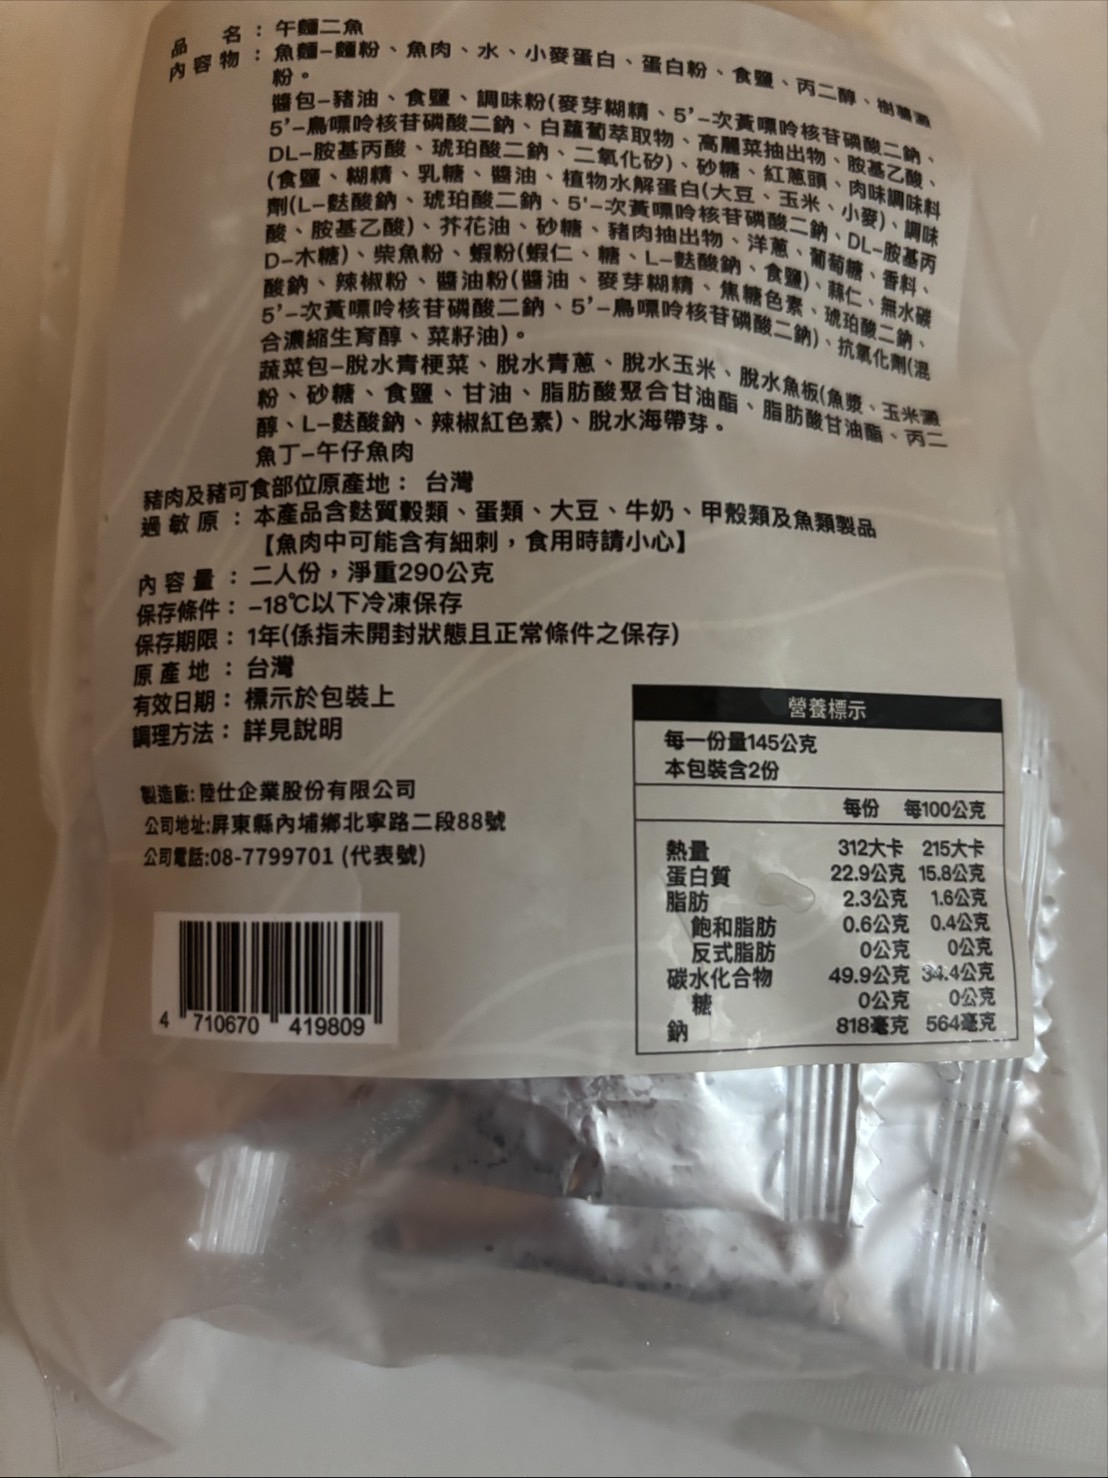 品名：午麵二魚
內容物：魚麵-麵粉、魚肉、水、小麥蛋白、蛋白粉、食鹽、丙二醇、樹薯澱
粉。
醬包-豬油、食鹽、調味粉(麥芽糊精、5'-次黃嘌呤核苷磷酸二鈉、
5'-鳥嘌呤核苷磷酸二鈉、白蘿蔔萃取物、高麗菜抽出物、胺基乙酸、
DL-胺基丙酸、琥珀酸二鈉、二氧化矽)、砂糖、紅蔥頭、肉味調味料
(食鹽、糊精、乳糖、醬油、植物水解蛋白(大豆、玉米、小麥)、調味
劑(L-麩酸鈉、琥珀酸二鈉、5'-次黃嘌呤核苷磷酸二鈉、DL-胺基丙
酸、胺基乙酸)、芥花油、砂糖、豬肉抽出物、洋蔥、葡萄糖、香料、
D-木糖)、柴魚粉、蝦粉(蝦仁、糖、L-麩酸鈉、食鹽)、蒜仁、無水碳
酸鈉、辣椒粉、醬油粉(醬油、麥芽糊精、焦糖色素、琥珀酸二鈉、
5'-次黃嘌呤核苷磷酸二鈉、5'-鳥嘌呤核苷磷酸二鈉)、抗氧化劑(混
合濃縮生育醇、菜籽油)。
蔬菜包-脫水青梗菜、脫水青蔥、脫水玉米、脫水魚板(魚漿、玉米澱
粉、砂糖、食鹽、甘油、脂肪酸聚合甘油酯、脂肪酸甘油酯、丙二
醇、L-麩酸鈉、辣椒紅色素)、脫水海帶芽。
魚丁-午仔魚肉
豬肉及豬可食部位原產地：台灣
過敏原：本產品含麩質穀類、蛋類、大豆、牛奶、甲殼類及魚類製品
【魚肉中可能含有細刺，食用時請小心】
內容量：二人份，淨重290公克
保存條件：-18℃以下冷凍保存
保存期限：1年(係指未開封狀態且正常條件之保存)
原產地：台灣
有效日期：標示於包裝上
調理方法：詳見說明
製造廠:陸仕企業股份有限公司
公司地址:屏東縣內埔鄉北寧路二段88號
公司電話:08-7799701 (代表號)
4 710670 419809
營養標示
每一份量145公克
本包裝含2份
每份 每100公克
熱量 312大卡 215大卡
蛋白質 22.9公克 15.8公克
脂肪 2.3公克 1.6公克
飽和脂肪 0.6公克 0.4公克
反式脂肪 0公克 0公克
碳水化合物 49.9公克 34.4公克
糖 0公克 0公克
鈉 818毫克 564毫克